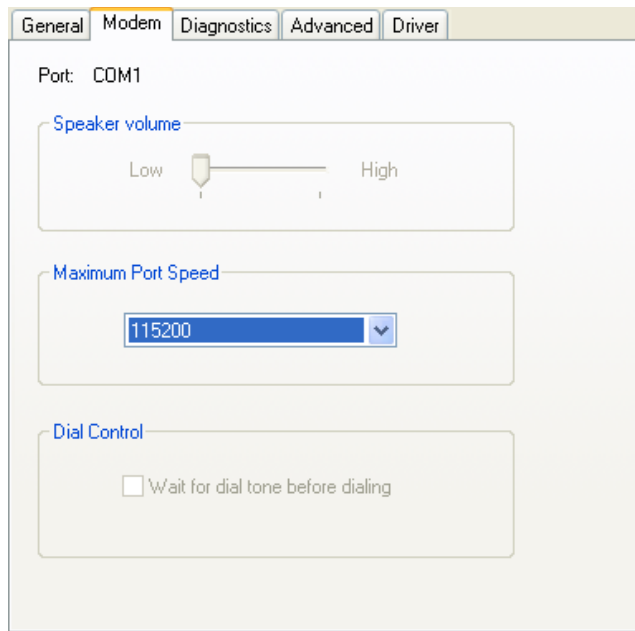 General Modem Diagnostics Advanced Driver
Port: COM1
Speaker volume
Low High
Maximum Port Speed
115200
Dial Control
Wait for dial tone before dialing